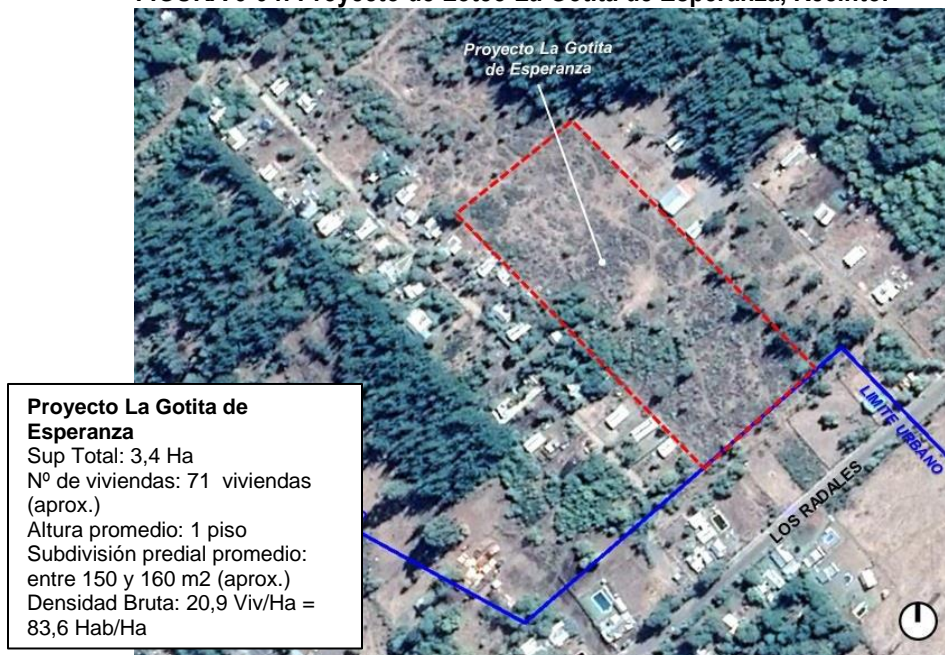 Proyecto La Gotita
de Esperanza
LIMITE URBANO
LOS RADALES
Proyecto La Gotita de
Esperanza
Sup Total: 3,4 Ha
Nº de viviendas: 71 viviendas
(aprox.)
Altura promedio: 1 piso
Subdivisión predial promedio:
entre 150 y 160 m2 (aprox.)
Densidad Bruta: 20,9 Viv/Ha =
83,6 Hab/Ha